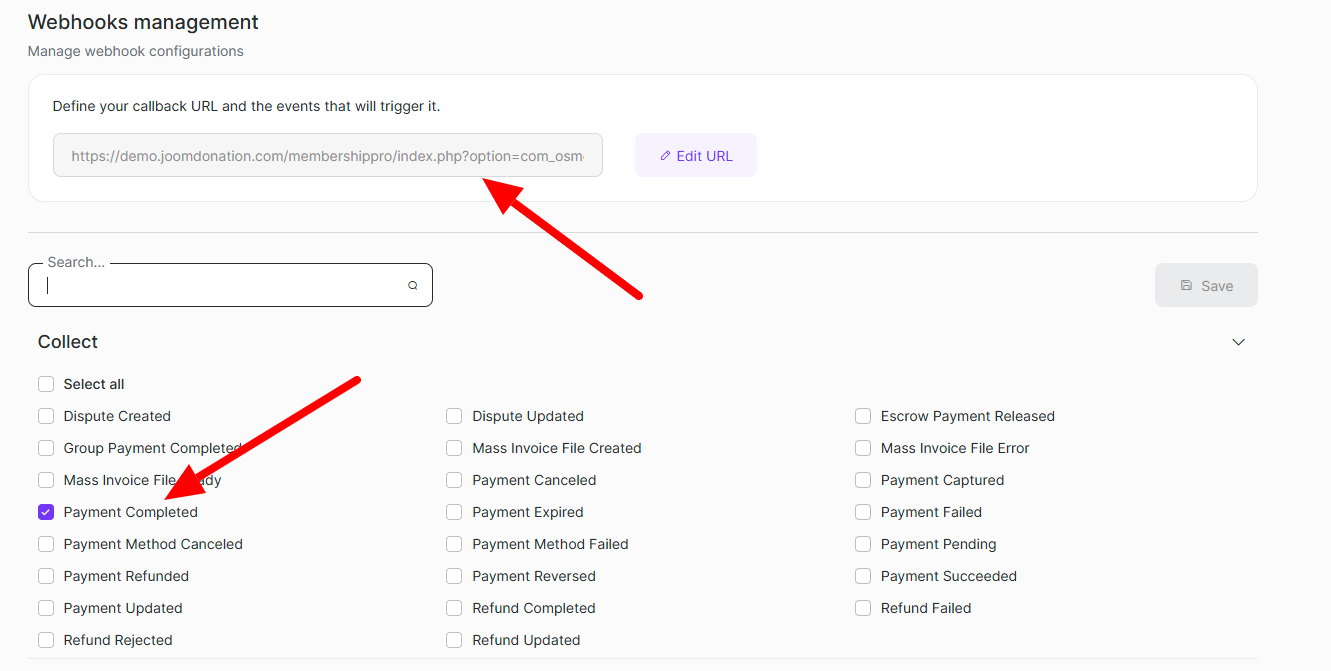 Webhooks management
Manage webhook configurations
Define your callback URL and the events that will trigger it.
https://demo.joomdonation.com/membershippro/index.php?option=com_osm
Edit URL
Search...
Save
Collect
Select all
Dispute Created Dispute Updated Escrow Payment Released
Group Payment Completed Mass Invoice File Created Mass Invoice File Error
Mass Invoice File Payment Canceled Payment Captured
Payment Completed Payment Expired Payment Failed
Payment Method Canceled Payment Method Failed Payment Pending
Payment Refunded Payment Reversed Payment Succeeded
Payment Updated Refund Completed Refund Failed
Refund Rejected Refund Updated